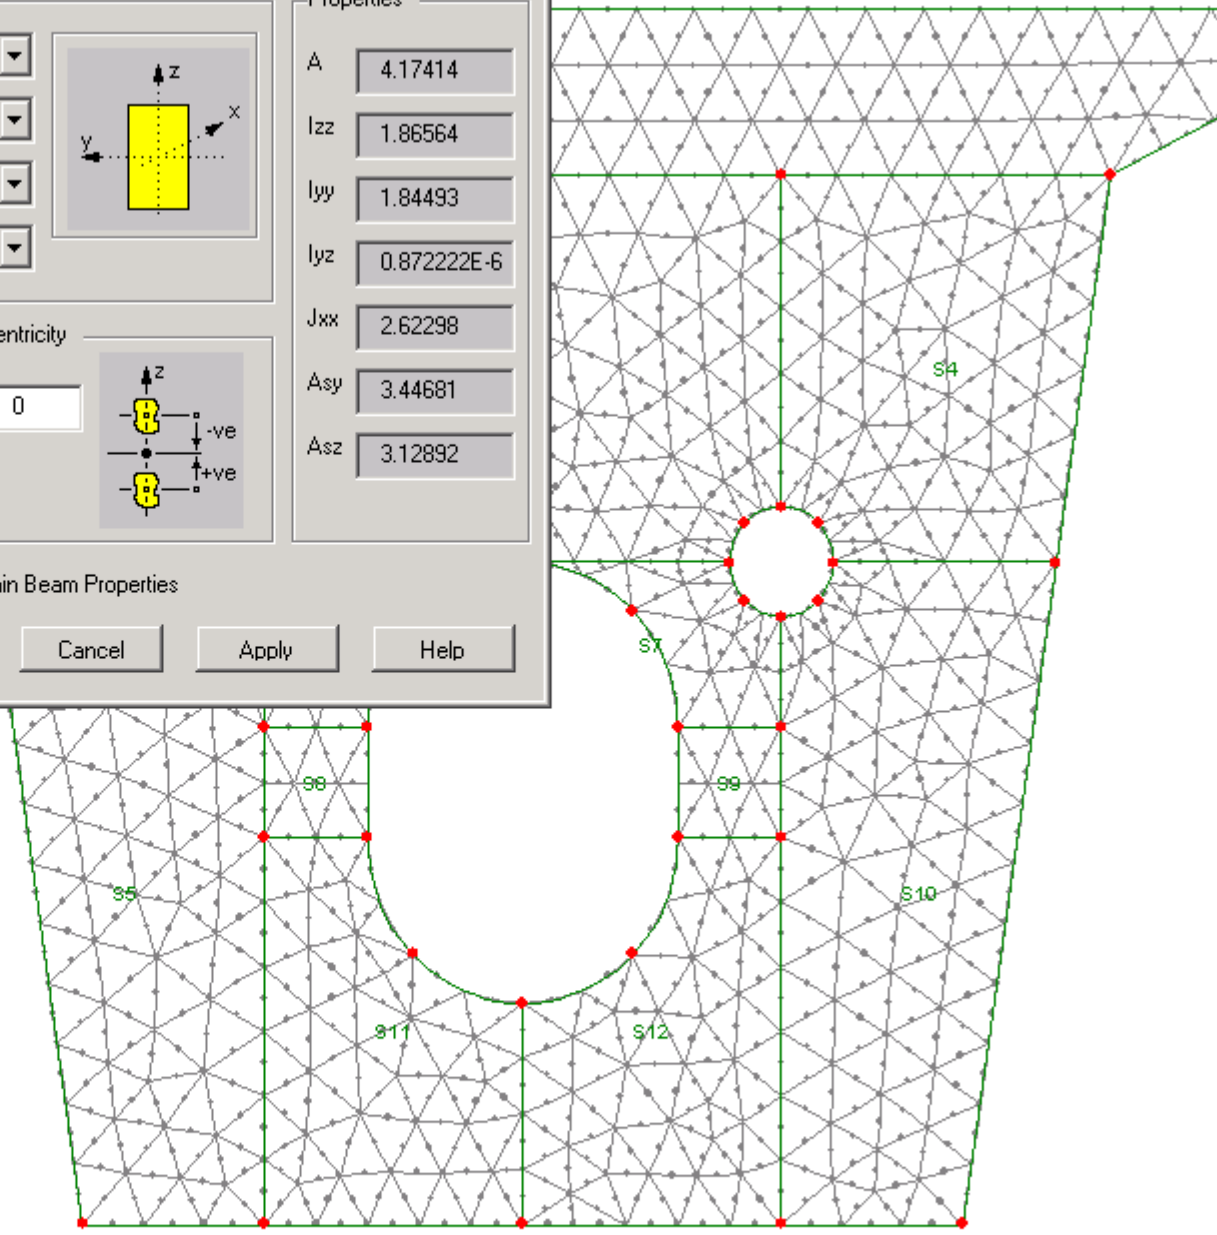 Properties
z
x
y
A 4.17414
Izz 1.86564
Iyy 1.84493
Iyz 0.872222E-6
Jxx 2.62298
Asy 3.44681
Asz 3.12892
entricity
0
z
-ve
+ve
in Beam Properties
Cancel Apply Help
S4
S7
S8 S9
S5 S10
S11 S12